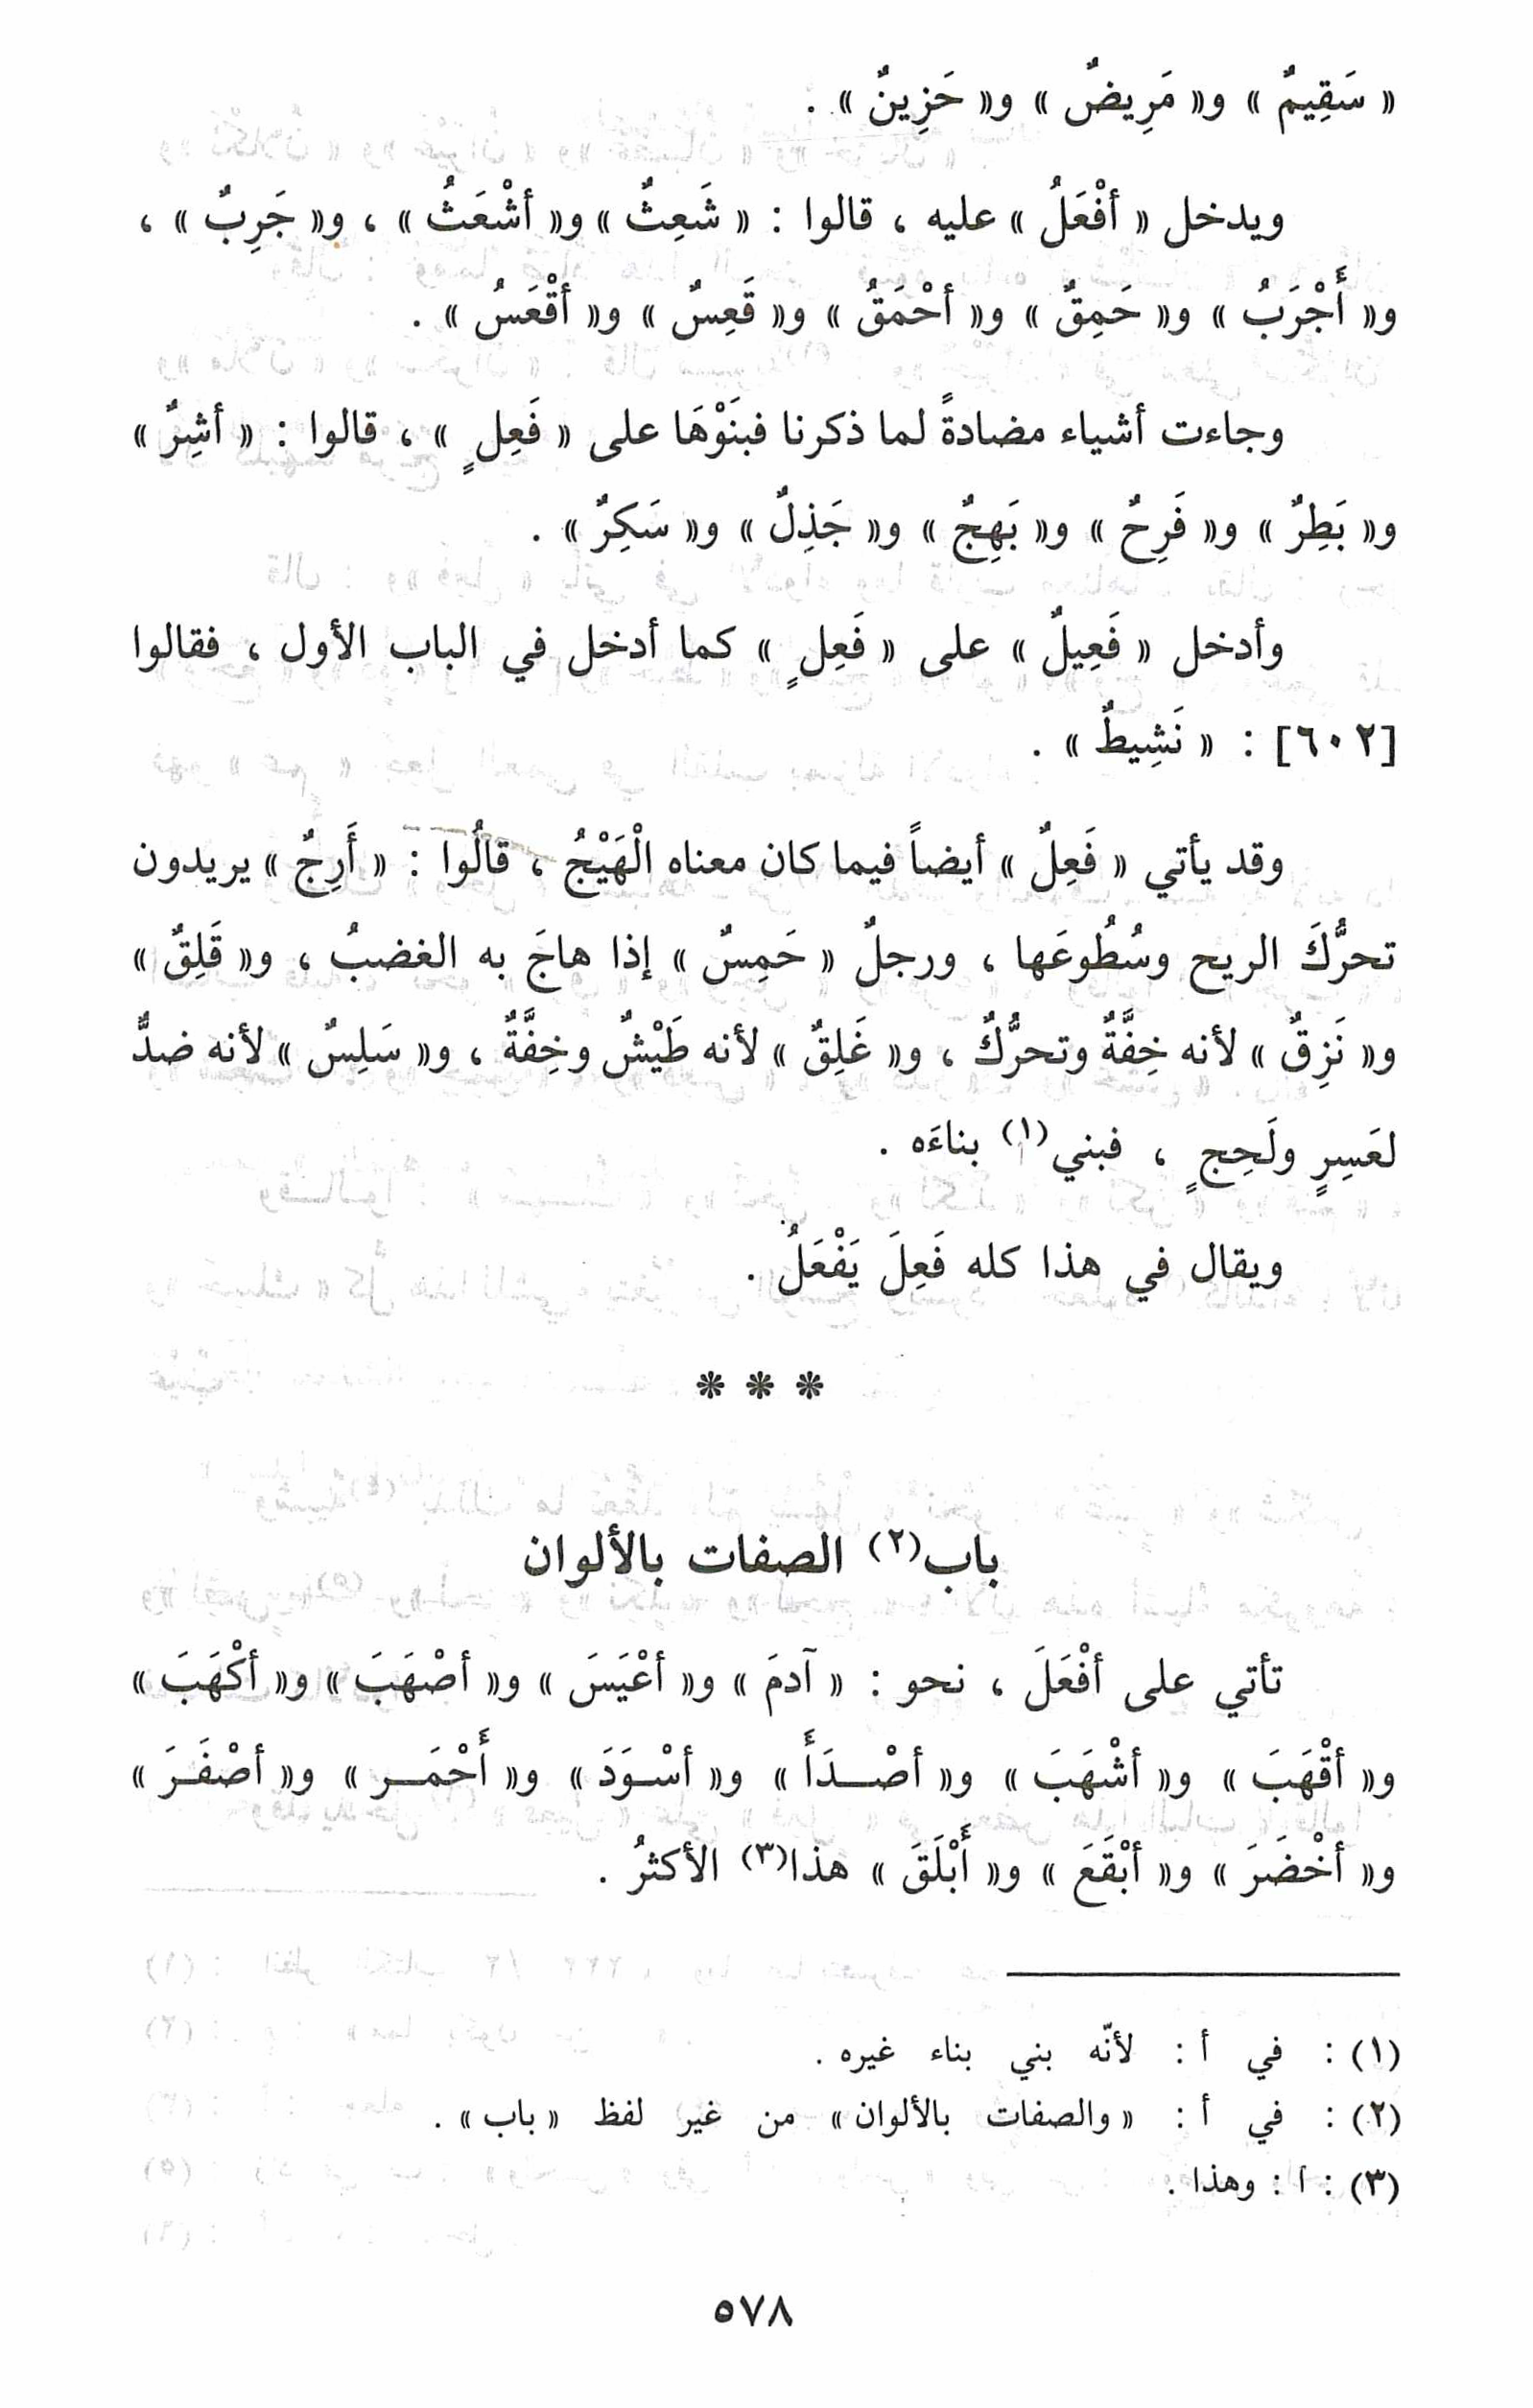 « سَقِيمٌ » و« مَرِيضٌ » و« حَزِينٌ » .
ويدخل « أفْعَلُ » عليه ، قالوا : « شَعِثٌ » و« أشْعَثُ » ، و« جَرِبٌ » ،
و« أَجْرَبُ » و« حَمِقٌ » و« أحْمَقُ » و« قَعِسٌ » و« أقْعَسُ » .
وجاءت أشياء مضادةً لما ذكرنا فبنَوْهَا على « فَعِلٍ » ، قالوا : « أشِرٌ »
و« بَطِرٌ » و« فَرِحٌ » و« بَهِجٌ » و« جَذِلٌ » و« سَكِرٌ » .
وأدخل « فَعِيلٌ » على « فَعِلٍ » كما أدخل في الباب الأول ، فقالوا
[٦٠٢] : « نَشِيطٌ » .
وقد يأتي « فَعِلٌ » أيضاً فيما كان معناه الْهَيْجُ ، قالُوا : « أَرِجٌ » يريدون
تحرُّكَ الريح وسُطُوعَها ، ورجلٌ « حَمِسٌ » إذا هاجَ به الغضبُ ، و« قَلِقٌ »
و« نَزِقٌ » لأنه خِفَّةٌ وتحرُّكٌ ، و« غَلِقٌ » لأنه طَيْشٌ وخِفَّةٌ ، و« سَلِسٌ » لأنه ضدٌّ
لعَسِرٍ ولَحِجٍ ، فبني(١) بناءَه .
ويقال في هذا كله فَعِلَ يَفْعَلُ .
* * *
باب(٢) الصفات بالألوان
تأتي على أفْعَلَ ، نحو : « آدمَ » و« أعْيَسَ » و« أصْهَبَ » و« أكْهَبَ »
و« أقْهَبَ » و« أشْهَبَ » و« أصْـدَأَ » و« أسْوَدَ » و« أَحْمَـر » و« أصْفَـرَ »
و« أخْضَرَ » و« أبْقَعَ » و« أَبْلَقَ » هذا(٣) الأكثرُ .
(١) : في أ : لأنّه بني بناء غيره .
(٢) : في أ : « والصفات بالألوان » من غير لفظ « باب » .
(٣) : ا : وهذا .
٥٧٨